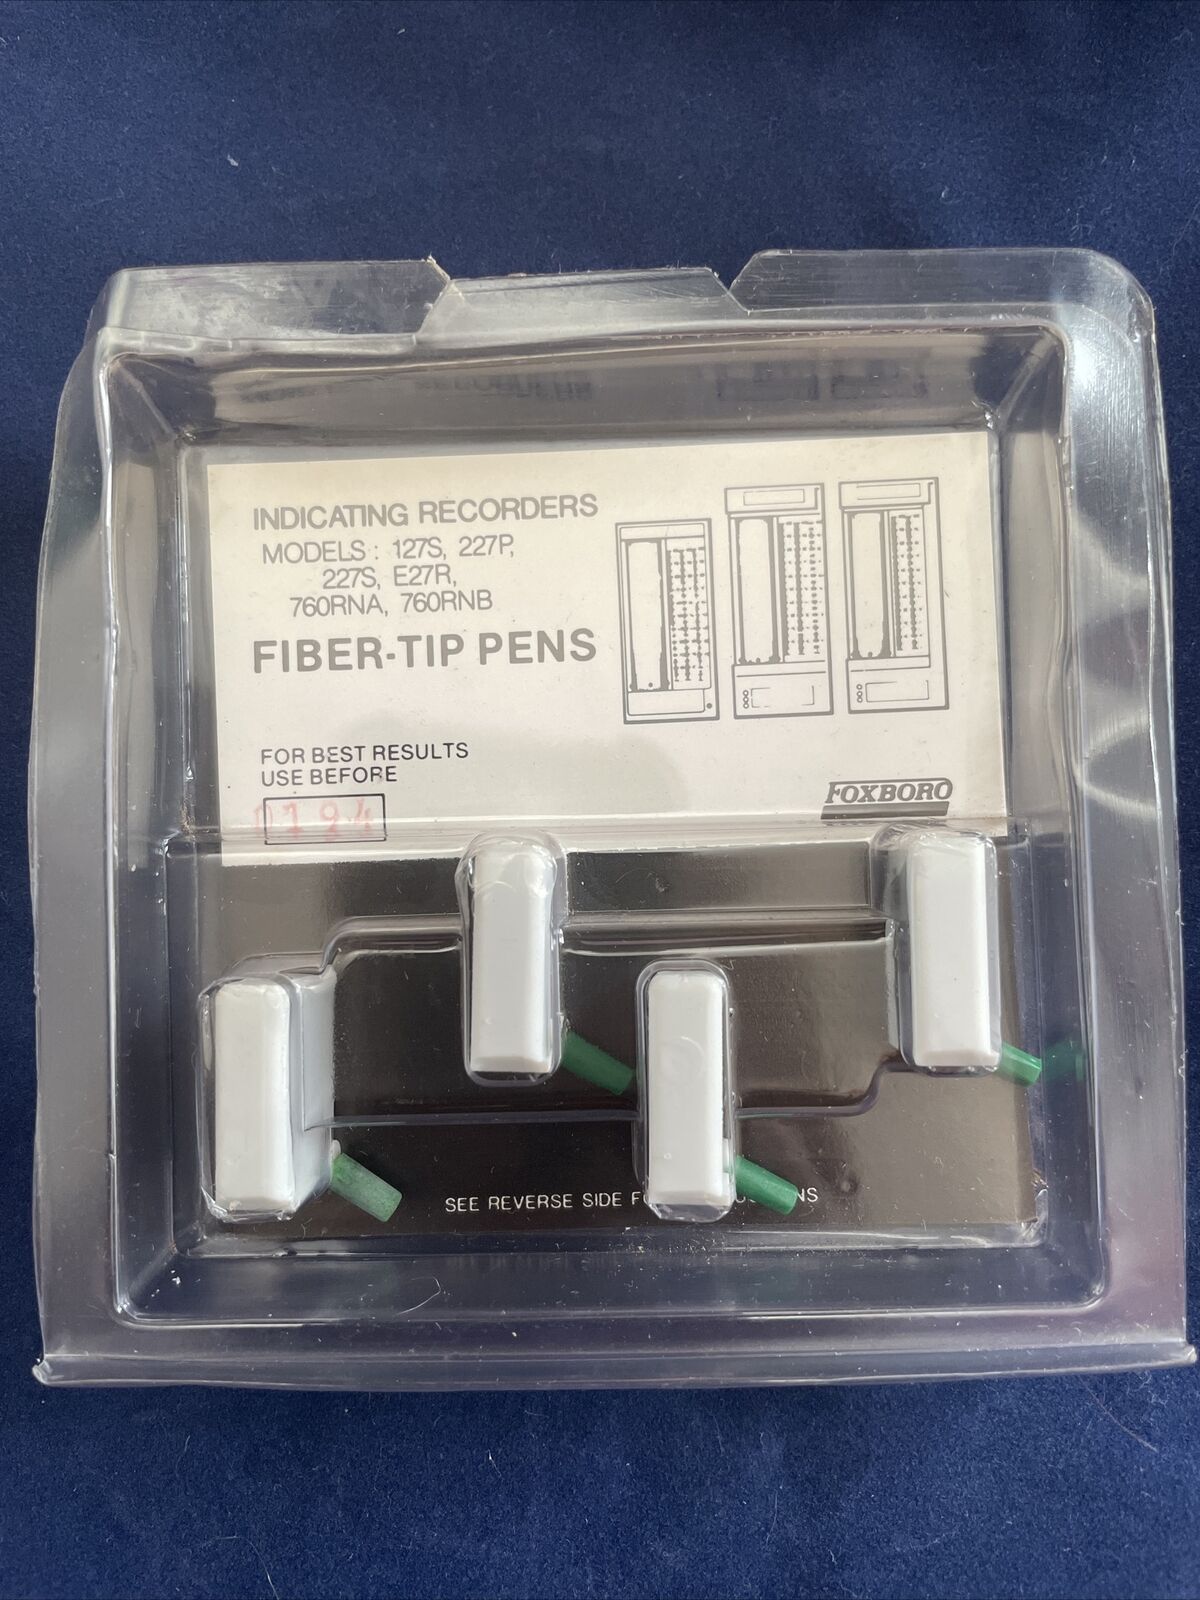 INDICATING RECORDERS
MODELS : 127S, 227P,
227S, E27R,
760RNA, 760RNB
FIBER-TIP PENS
FOR BEST RESULTS
USE BEFORE
0194
FOXBORO
SEE REVERSE SIDE